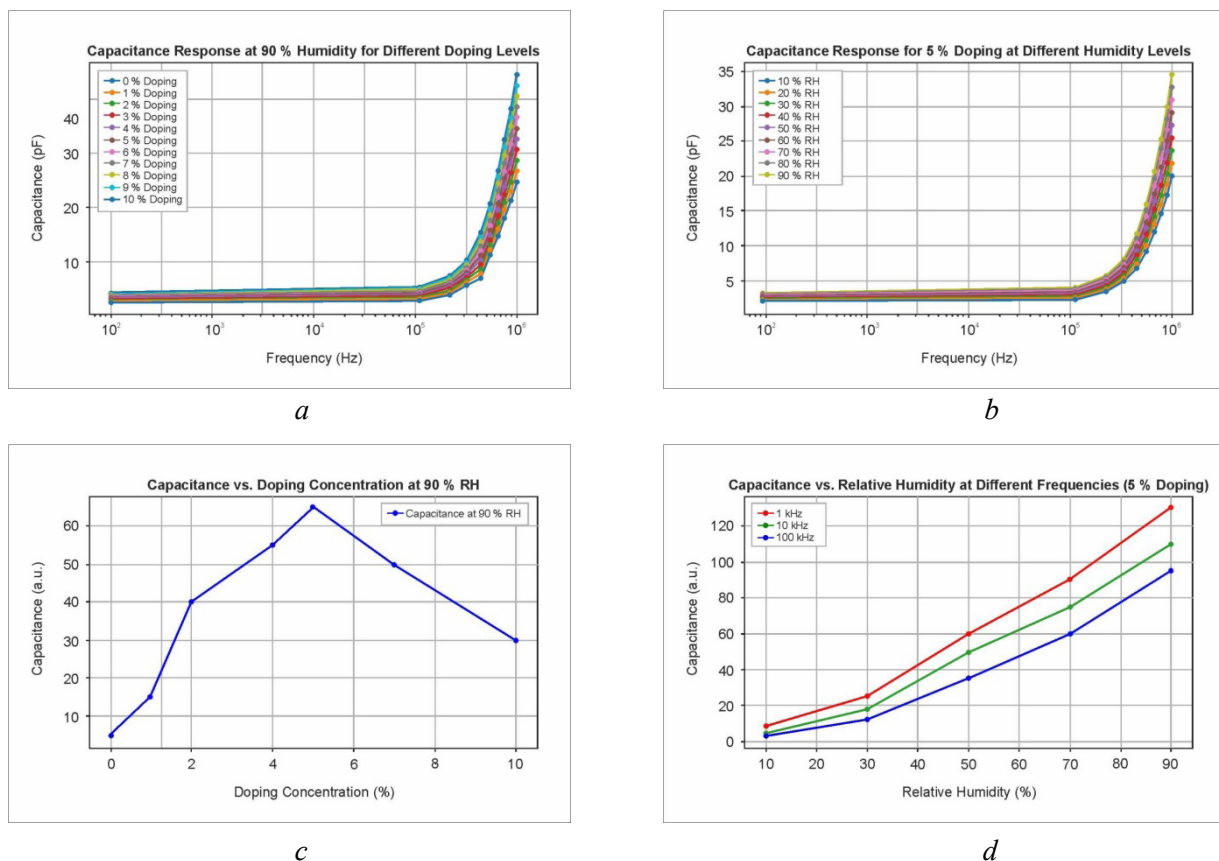 Capacitance Response at 90 % Humidity for Different Doping Levels
0 % Doping
1 % Doping
2 % Doping
3 % Doping
4 % Doping
5 % Doping
6 % Doping
7 % Doping
8 % Doping
9 % Doping
10 % Doping
Capacitance (pF)
40
30
20
10
10² 10³ 10⁴ 10⁵ 10⁶
Frequency (Hz)
a
Capacitance Response for 5 % Doping at Different Humidity Levels
10 % RH
20 % RH
30 % RH
40 % RH
50 % RH
60 % RH
70 % RH
80 % RH
90 % RH
Capacitance (pF)
35
30
25
20
15
10
5
10² 10³ 10⁴ 10⁵ 10⁶
Frequency (Hz)
b
Capacitance vs. Doping Concentration at 90 % RH
Capacitance at 90 % RH
Capacitance (a.u.)
60
50
40
30
20
10
0 2 4 6 8 10
Doping Concentration (%)
c
Capacitance vs. Relative Humidity at Different Frequencies (5 % Doping)
1 kHz
10 kHz
100 kHz
Capacitance (a.u.)
120
100
80
60
40
20
0
10 20 30 40 50 60 70 80 90
Relative Humidity (%)
d